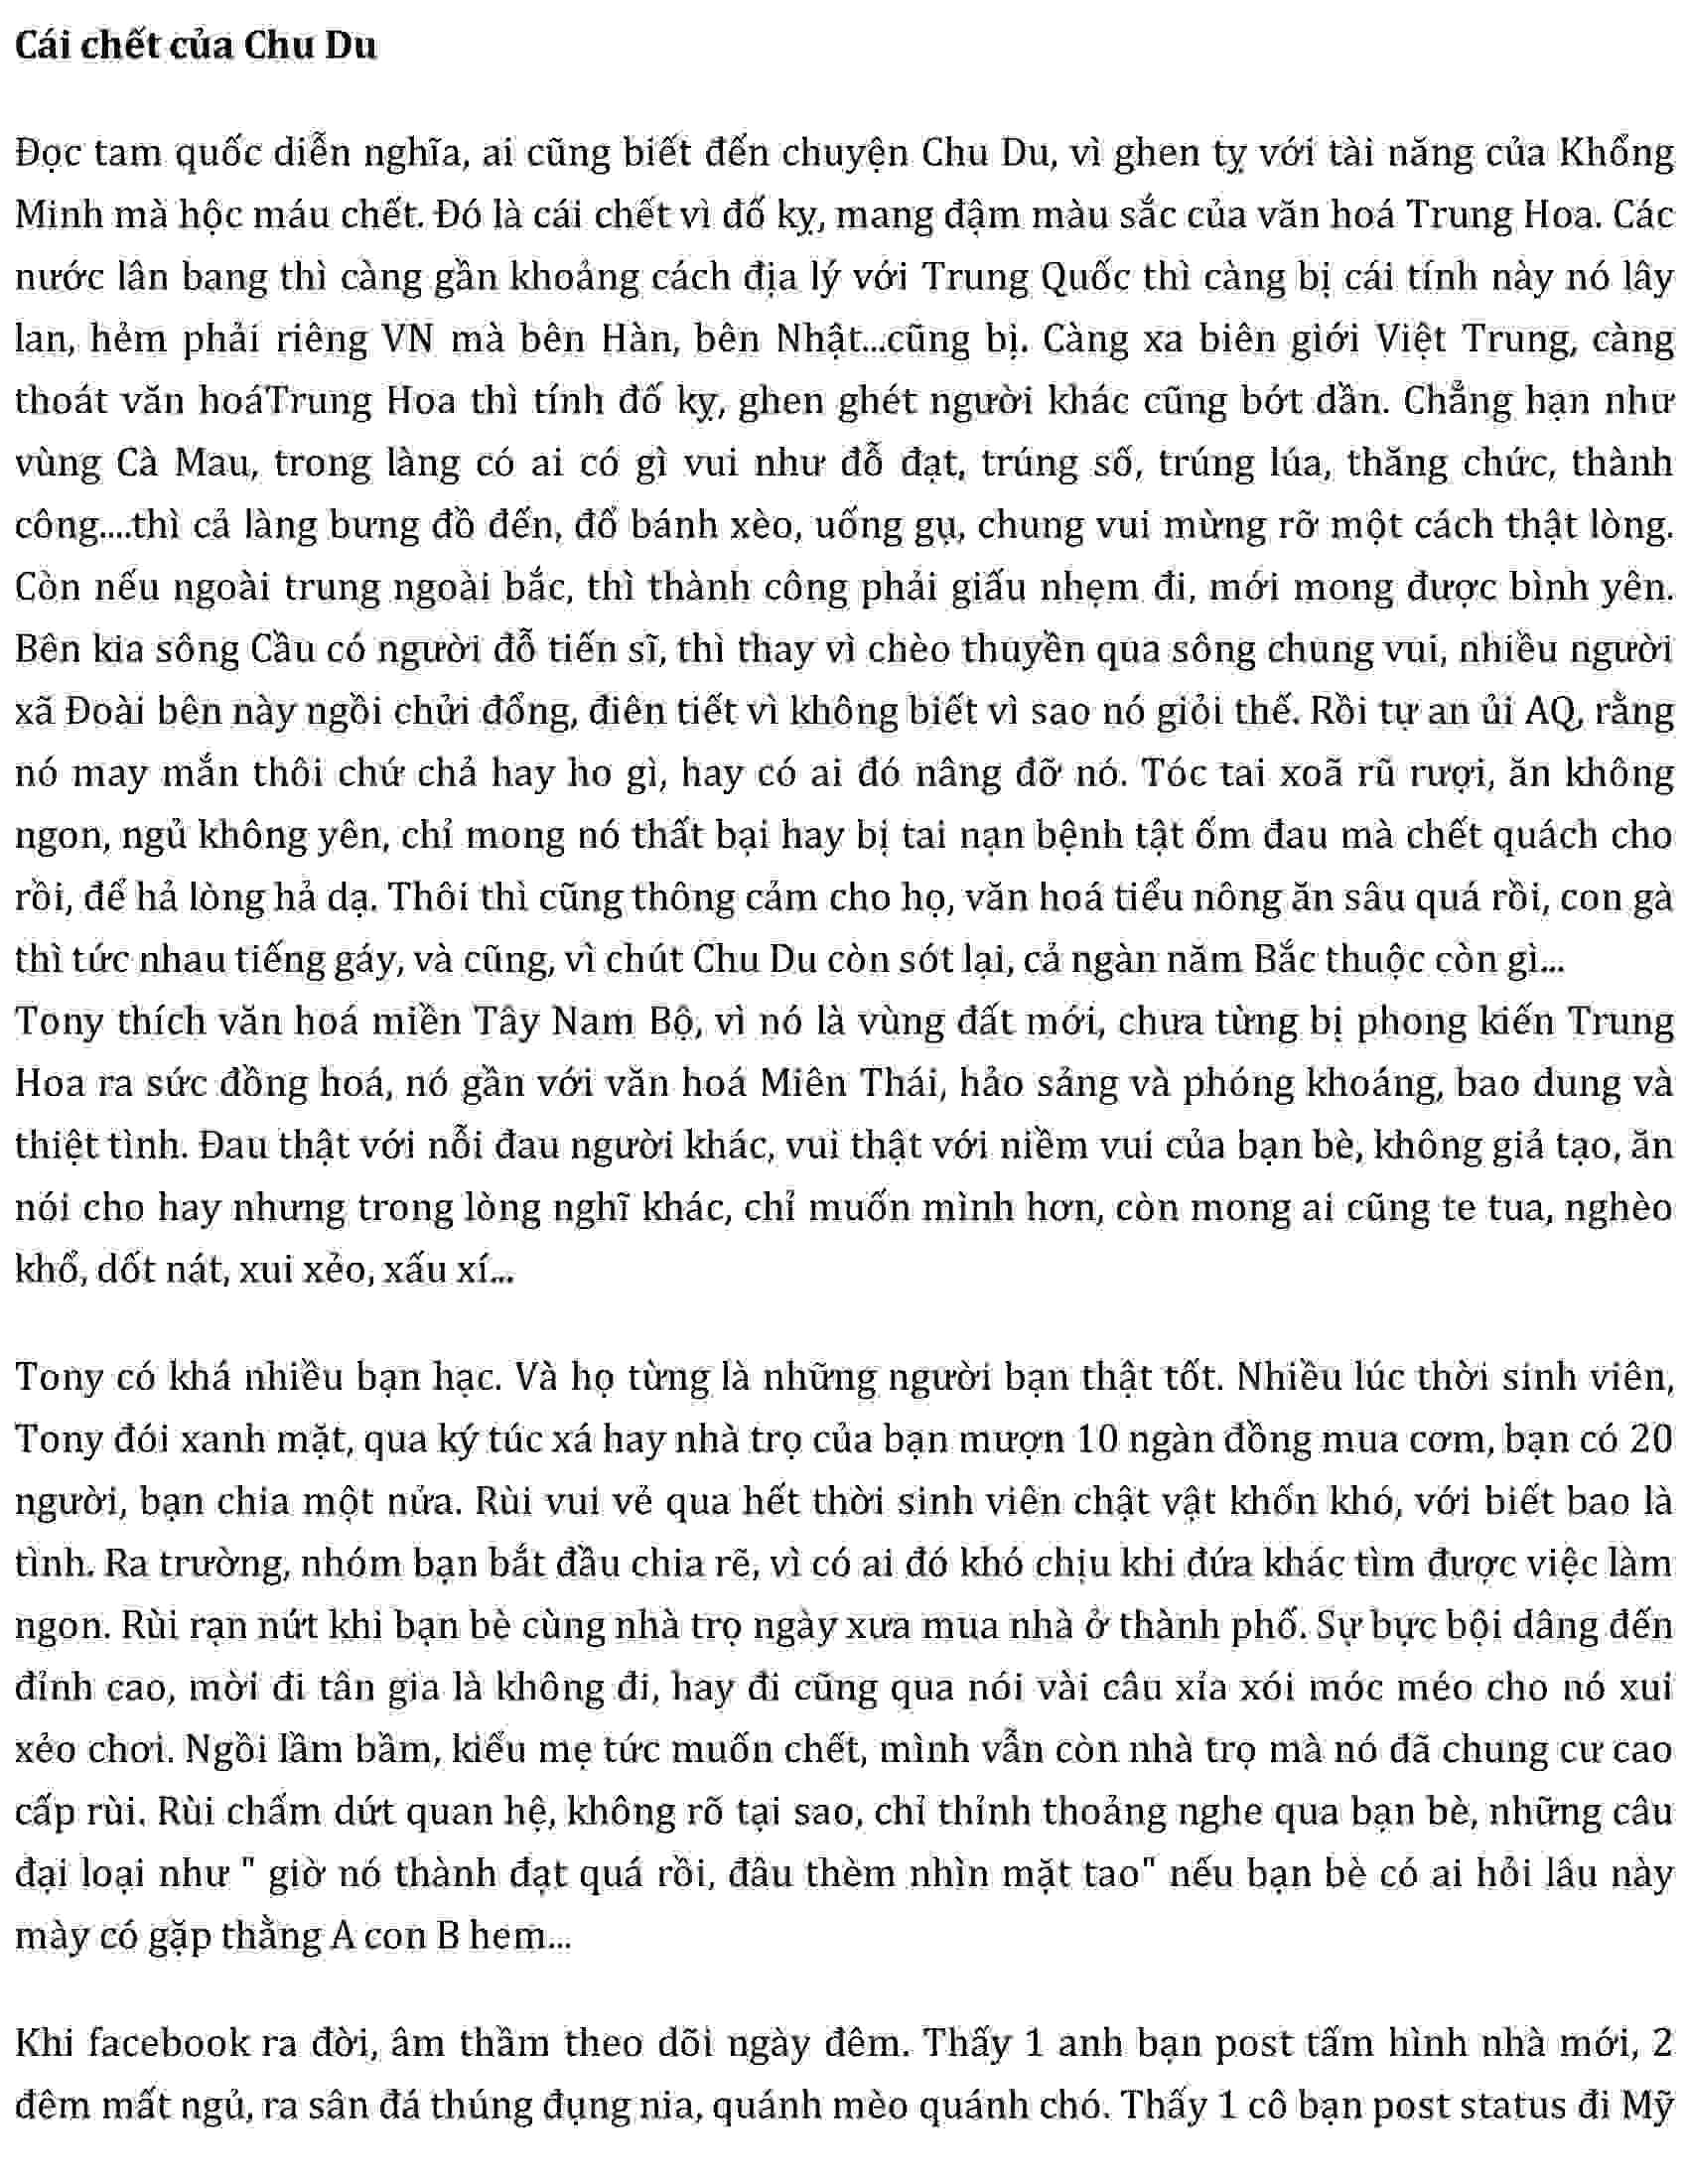 Cái chết của Chu Du
Đọc tam quốc diễn nghĩa, ai cũng biết đến chuyện Chu Du, vì ghen tỵ với tài năng của Khổng
Minh mà hộc máu chết. Đó là cái chết vì đố kỵ, mang đậm màu sắc của văn hoá Trung Hoa. Các
nước lân bang thì càng gần khoảng cách địa lý với Trung Quốc thì càng bị cái tính này nó lây
lan, hẻm phải riêng VN mà bên Hàn, bên Nhật...cũng bị. Càng xa biên giới Việt Trung, càng
thoát văn hoáTrung Hoa thì tính đố kỵ, ghen ghét người khác cũng bớt dần. Chẳng hạn như
vùng Cà Mau, trong làng có ai có gì vui như đỗ đạt, trúng số, trúng lúa, thăng chức, thành
công....thì cả làng bưng đồ đến, đổ bánh xèo, uống gụ, chung vui mừng rỡ một cách thật lòng.
Còn nếu ngoài trung ngoài bắc, thì thành công phải giấu nhẹm đi, mới mong được bình yên.
Bên kia sông Cầu có người đỗ tiến sĩ, thì thay vì chèo thuyền qua sông chung vui, nhiều người
xã Đoài bên này ngồi chửi đổng, điên tiết vì không biết vì sao nó giỏi thế. Rồi tự an ủi AQ, rằng
nó may mắn thôi chứ chả hay ho gì, hay có ai đó nâng đỡ nó. Tóc tai xoã rũ rượi, ăn không
ngon, ngủ không yên, chỉ mong nó thất bại hay bị tai nạn bệnh tật ốm đau mà chết quách cho
rồi, để hả lòng hả dạ. Thôi thì cũng thông cảm cho họ, văn hoá tiểu nông ăn sâu quá rồi, con gà
thì tức nhau tiếng gáy, và cũng, vì chút Chu Du còn sót lại, cả ngàn năm Bắc thuộc còn gì...
Tony thích văn hoá miền Tây Nam Bộ, vì nó là vùng đất mới, chưa từng bị phong kiến Trung
Hoa ra sức đồng hoá, nó gần với văn hoá Miên Thái, hảo sảng và phóng khoáng, bao dung và
thiệt tình. Đau thật với nỗi đau người khác, vui thật với niềm vui của bạn bè, không giả tạo, ăn
nói cho hay nhưng trong lòng nghĩ khác, chỉ muốn mình hơn, còn mong ai cũng te tua, nghèo
khổ, dốt nát, xui xẻo, xấu xí...
Tony có khá nhiều bạn hạc. Và họ từng là những người bạn thật tốt. Nhiều lúc thời sinh viên,
Tony đói xanh mặt, qua ký túc xá hay nhà trọ của bạn mượn 10 ngàn đồng mua cơm, bạn có 20
người, bạn chia một nửa. Rùi vui vẻ qua hết thời sinh viên chật vật khốn khó, với biết bao là
tình. Ra trường, nhóm bạn bắt đầu chia rẽ, vì có ai đó khó chịu khi đứa khác tìm được việc làm
ngon. Rùi rạn nứt khi bạn bè cùng nhà trọ ngày xưa mua nhà ở thành phố. Sự bực bội dâng đến
đỉnh cao, mời đi tân gia là không đi, hay đi cũng qua nói vài câu xỉa xói móc méo cho nó xui
xẻo chơi. Ngồi lầm bầm, kiểu mẹ tức muốn chết, mình vẫn còn nhà trọ mà nó đã chung cư cao
cấp rùi. Rùi chấm dứt quan hệ, không rõ tại sao, chỉ thỉnh thoảng nghe qua bạn bè, những câu
đại loại như " giờ nó thành đạt quá rồi, đâu thèm nhìn mặt tao" nếu bạn bè có ai hỏi lâu này
mày có gặp thằng A con B hem...
Khi facebook ra đời, âm thầm theo dõi ngày đêm. Thấy 1 anh bạn post tấm hình nhà mới, 2
đêm mất ngủ, ra sân đá thúng đụng nia, quánh mèo quánh chó. Thấy 1 cô bạn post status đi Mỹ